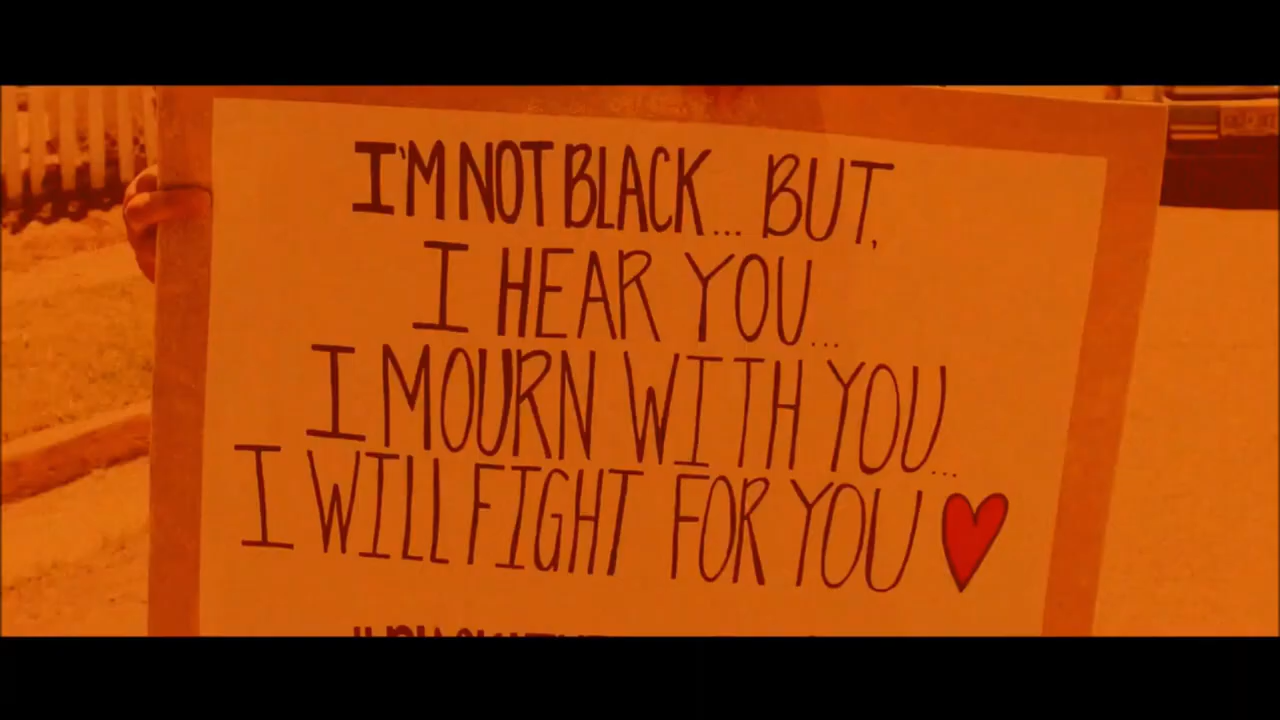 I'M NOT BLACK... BUT,
I HEAR YOU...
I MOURN WITH YOU...
I WILL FIGHT FOR YOU